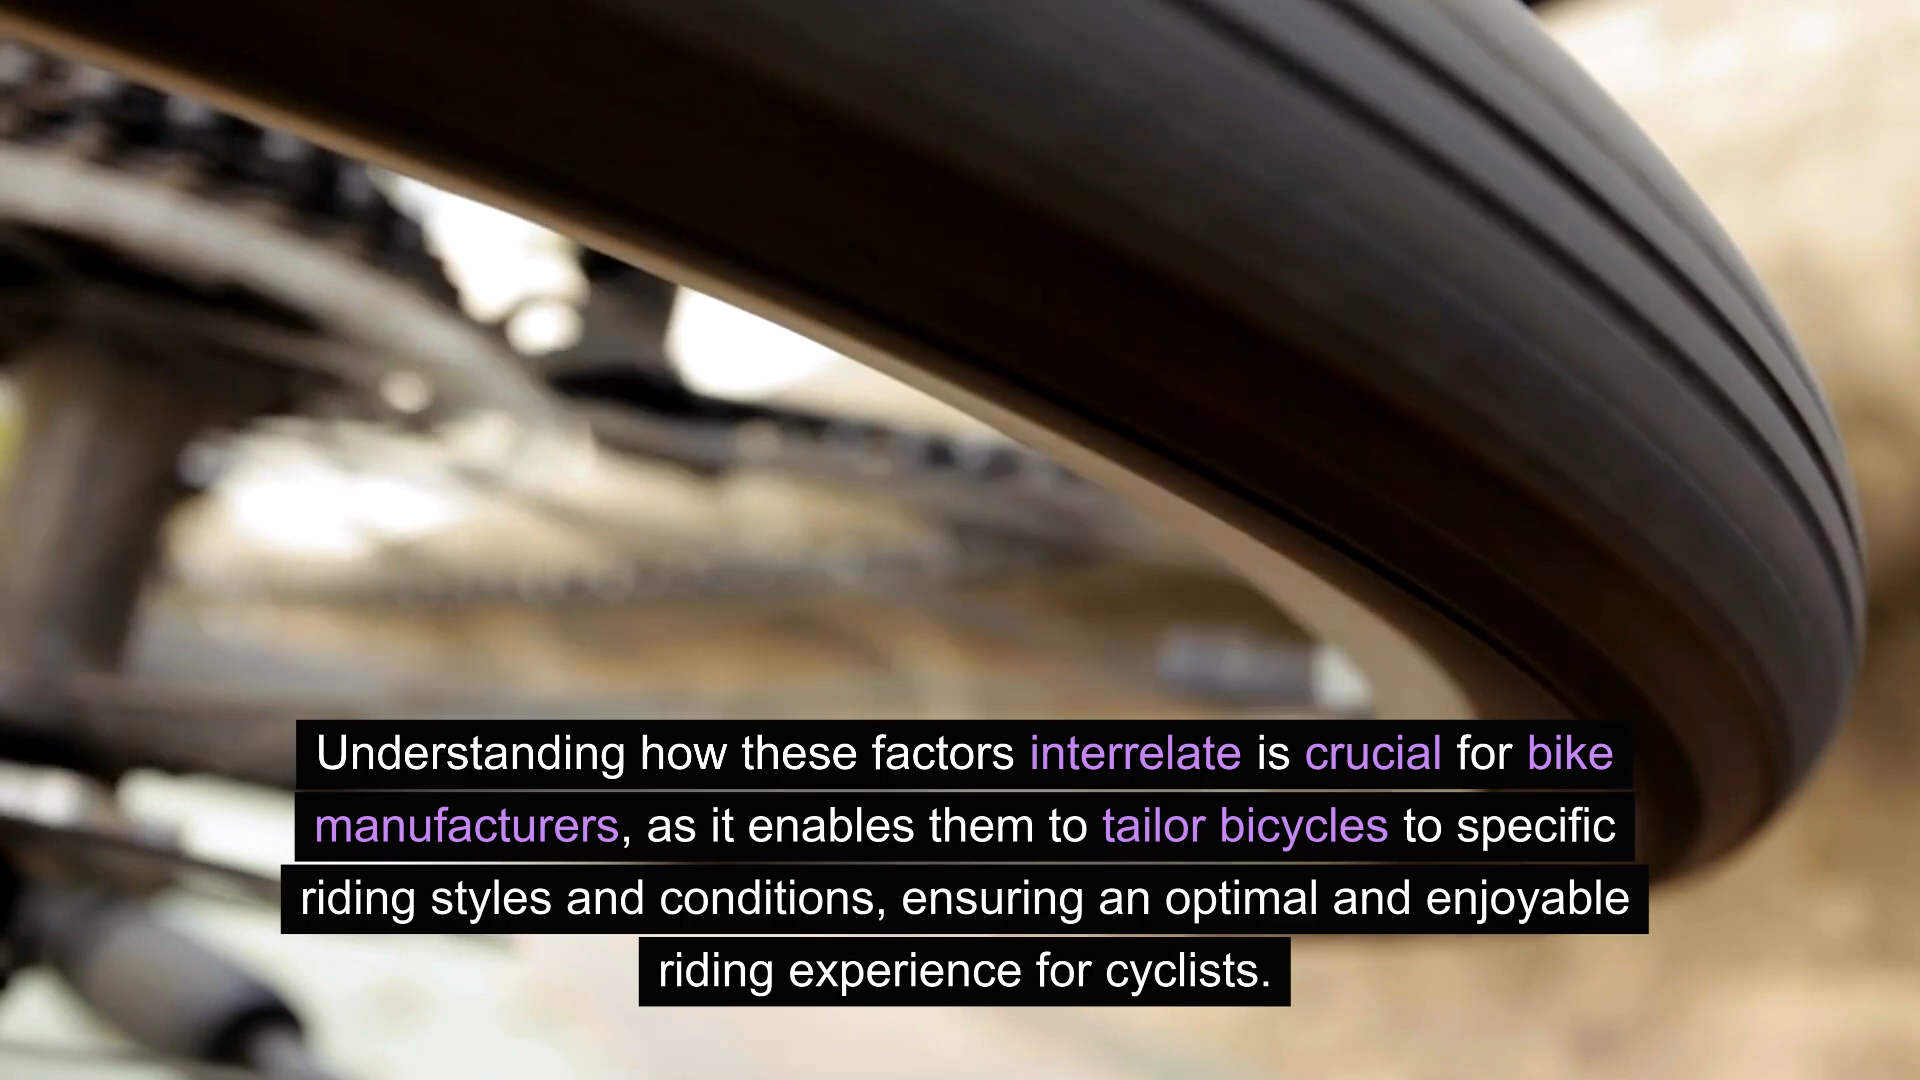 Understanding how these factors interrelate is crucial for bike
manufacturers, as it enables them to tailor bicycles to specific
riding styles and conditions, ensuring an optimal and enjoyable
riding experience for cyclists.